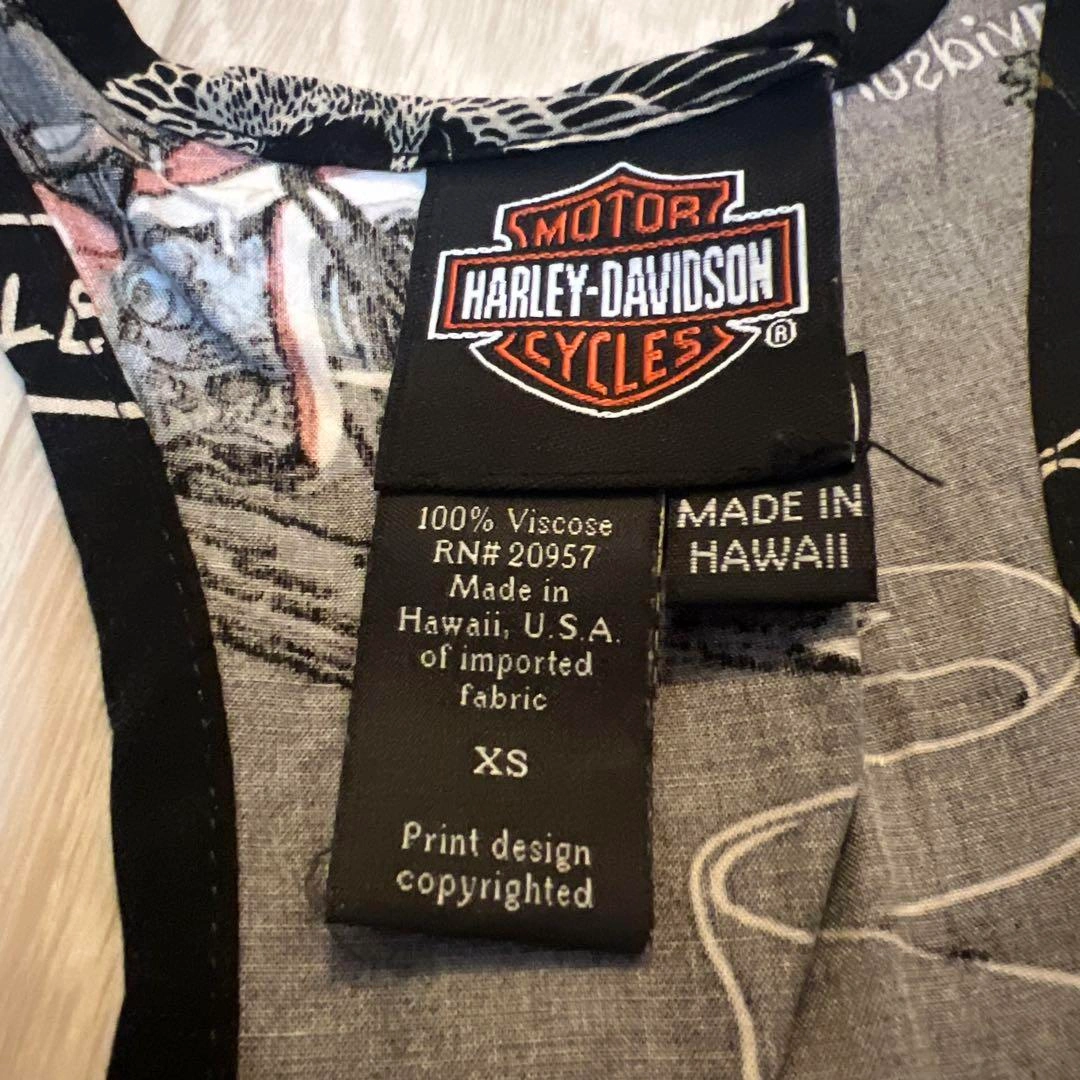 MOTOR
HARLEY-DAVIDSON
CYCLES
®
100% Viscose
RN# 20957
Made in
Hawaii, U.S.A.
of imported
fabric
XS
Print design
copyrighted
MADE IN
HAWAII